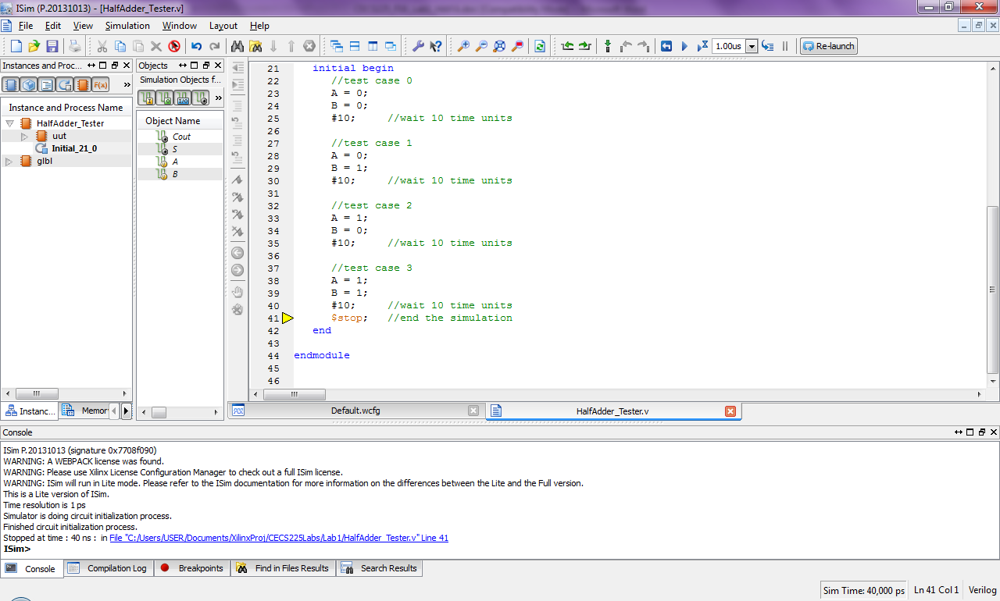 ISim (P.20131013) - [HalfAdder_Tester.v]
File Edit View Simulation Window Layout Help
1.00us Re-launch
Instances and Proc...
F(x) »
Instance and Process Name
HalfAdder_Tester
uut
Initial_21_0
glbl
Instanc... Memor
Objects
Simulation Objects f...
»
Object Name
Cout
S
A
B
21 initial begin
22 //test case 0
23 A = 0;
24 B = 0;
25 #10; //wait 10 time units
26
27 //test case 1
28 A = 0;
29 B = 1;
30 #10; //wait 10 time units
31
32 //test case 2
33 A = 1;
34 B = 0;
35 #10; //wait 10 time units
36
37 //test case 3
38 A = 1;
39 B = 1;
40 #10; //wait 10 time units
41 $stop; //end the simulation
42 end
43
44 endmodule
45
46
Default.wcfg HalfAdder_Tester.v
Console
ISim P.20131013 (signature 0x7708f090)
WARNING: A WEBPACK license was found.
WARNING: Please use Xilinx License Configuration Manager to check out a full ISim license.
WARNING: ISim will run in Lite mode. Please refer to the ISim documentation for more information on the differences between the Lite and the Full version.
This is a Lite version of ISim.
Time resolution is 1 ps
Simulator is doing circuit initialization process.
Finished circuit initialization process.
Stopped at time : 40 ns : in File "C:/Users/USER/Documents/XilinxProj/CECS225Labs/Lab1/HalfAdder_Tester.v" Line 41
ISim>
Console Compilation Log Breakpoints Find in Files Results Search Results
Sim Time: 40,000 ps Ln 41 Col 1 Verilog